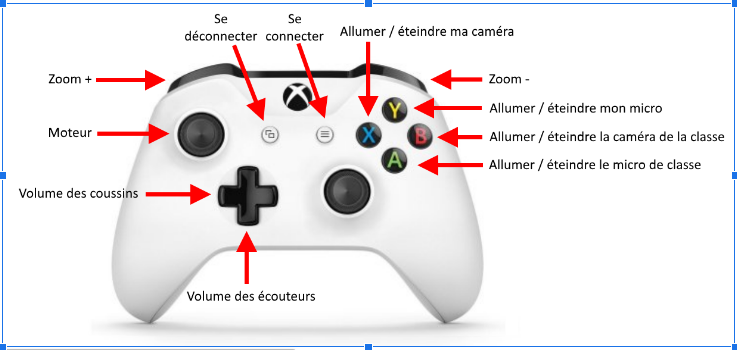 Se
déconnecter
Se
connecter
Allumer / éteindre ma caméra
Zoom +
Zoom -
Allumer / éteindre mon micro
Moteur
Allumer / éteindre la caméra de la classe
Allumer / éteindre le micro de classe
Volume des coussins
Volume des écouteurs
Y
X
B
A